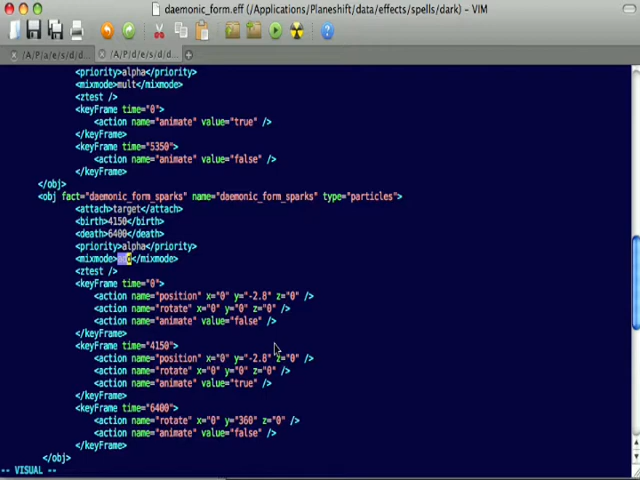 daemonic_form.eff (/Applications/Planeshift/data/effects/spells/dark) - VIM
/A/P/a/e/s/d/d... /A/P/d/e/s/d/d...
<priority>alpha</priority>
<mixmode>mult</mixmode>
<ztest />
<keyFrame time="0">
<action name="animate" value="true" />
</keyFrame>
<keyFrame time="5350">
<action name="animate" value="false" />
</keyFrame>
</obj>
<obj fact="daemonic_form_sparks" name="daemonic_form_sparks" type="particles">
<attach>target</attach>
<birth>4150</birth>
<death>6400</death>
<priority>alpha</priority>
<mixmode>add</mixmode>
<ztest />
<keyFrame time="0">
<action name="position" x="0" y="-2.8" z="0" />
<action name="rotate" x="0" y="0" z="0" />
<action name="animate" value="false" />
</keyFrame>
<keyFrame time="4150">
<action name="position" x="0" y="-2.8" z="0" />
<action name="rotate" x="0" y="0" z="0" />
<action name="animate" value="true" />
</keyFrame>
<keyFrame time="6400">
<action name="rotate" x="0" y="360" z="0" />
<action name="animate" value="false" />
</keyFrame>
</obj>
-- VISUAL --